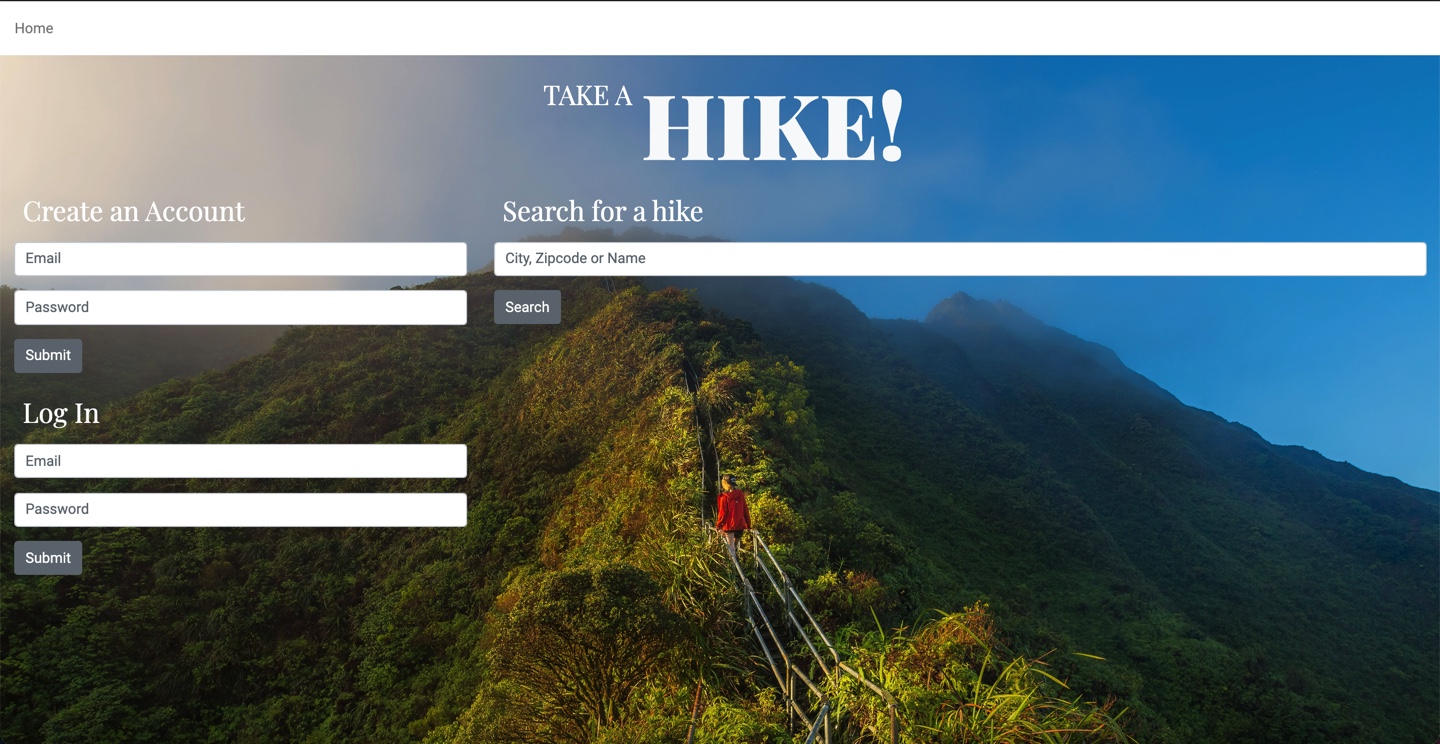 Home
TAKE A HIKE!
Create an Account
Email
Password
Submit
Log In
Email
Password
Submit
Search for a hike
City, Zipcode or Name
Search